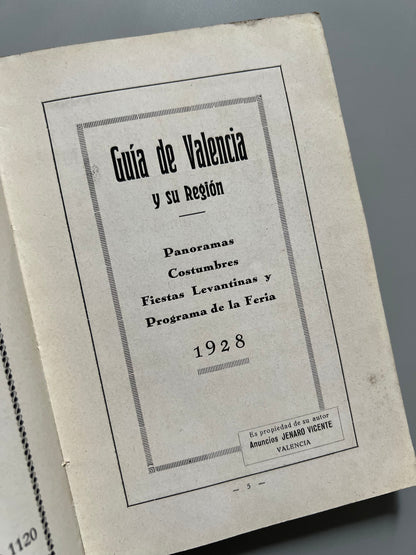 Guía de Valencia
y su Región
Panoramas
Costumbres
Fiestas Levantinas y
Programa de la Feria
1928
Es propiedad de su autor
Anuncios JENARO VICENTE
VALENCIA
— 5 —
1120